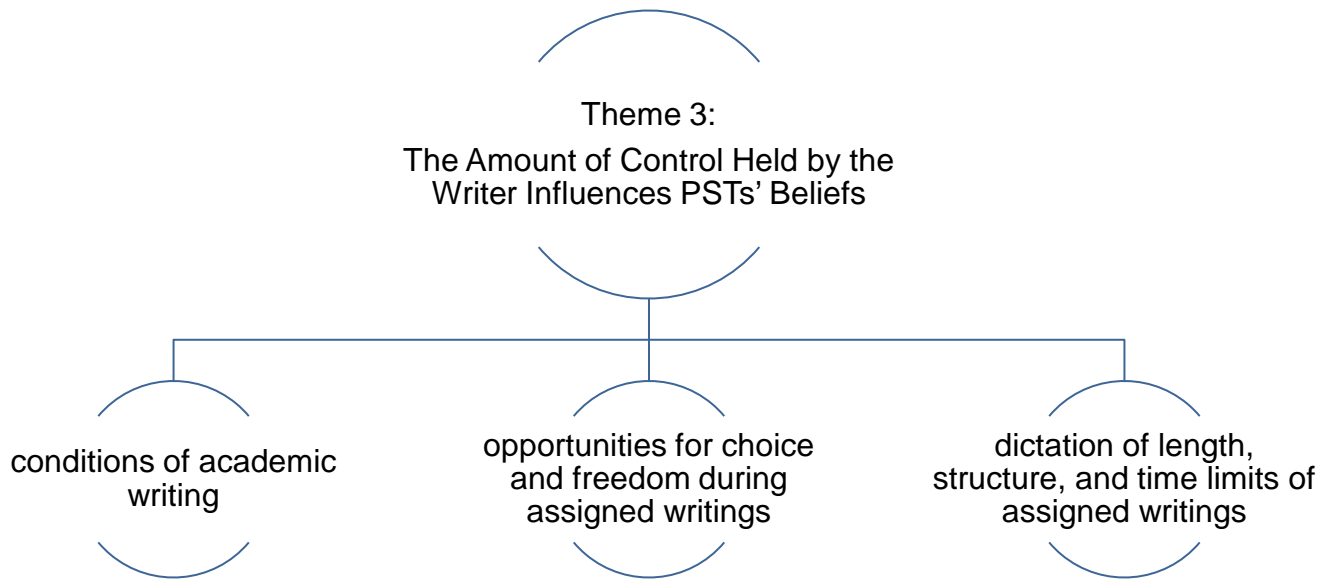 Theme 3:
The Amount of Control Held by the
Writer Influences PSTs’ Beliefs
conditions of academic
writing
opportunities for choice
and freedom during
assigned writings
dictation of length,
structure, and time limits of
assigned writings